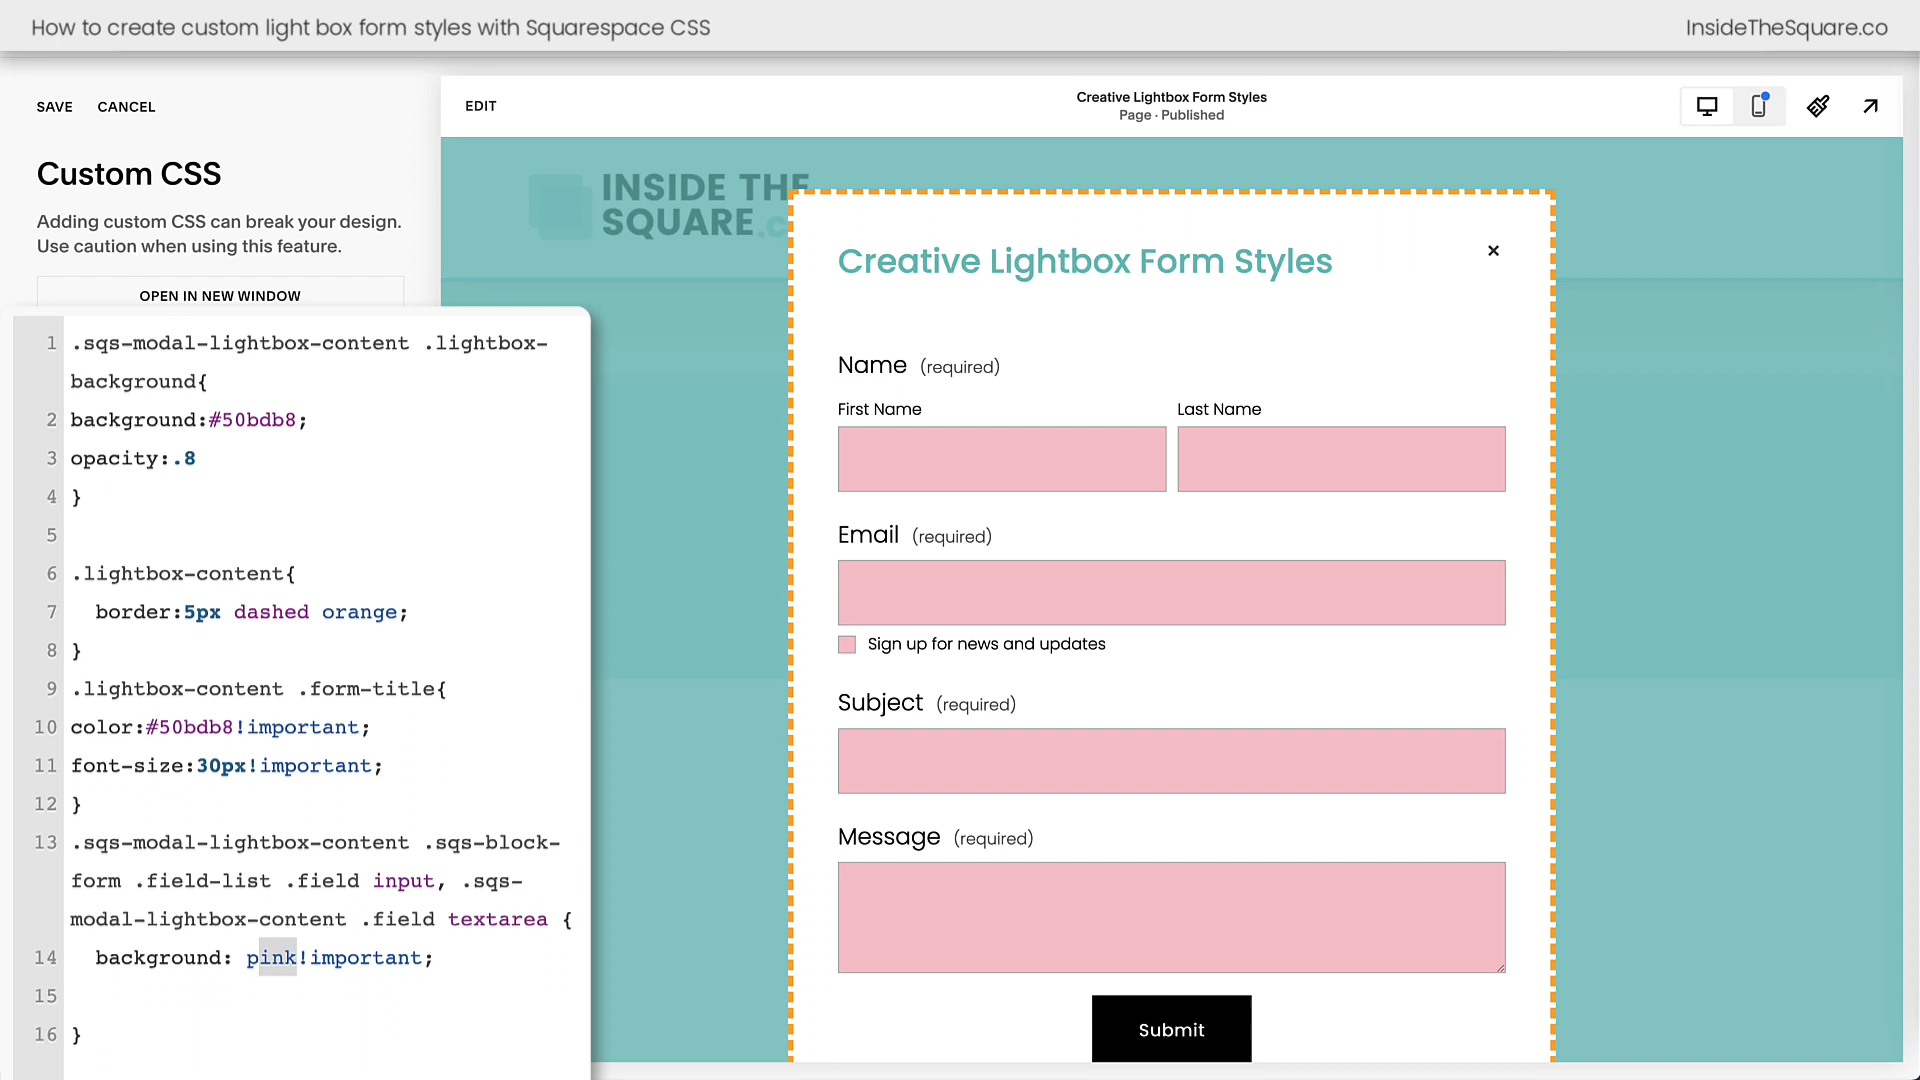 How to create custom light box form styles with Squarespace CSS
InsideTheSquare.co
SAVE CANCEL
Custom CSS
Adding custom CSS can break your design.
Use caution when using this feature.
OPEN IN NEW WINDOW
1 .sqs-modal-lightbox-content .lightbox-
background{
2 background:#50bdb8;
3 opacity:.8
4 }
5
6 .lightbox-content{
7 border:5px dashed orange;
8 }
9 .lightbox-content .form-title{
10 color:#50bdb8!important;
11 font-size:30px!important;
12 }
13 .sqs-modal-lightbox-content .sqs-block-
form .field-list .field input, .sqs-
modal-lightbox-content .field textarea {
14 background: pink!important;
15
16 }
EDIT
Creative Lightbox Form Styles
Page · Published
INSIDE THE
SQUARE.c
Creative Lightbox Form Styles
×
Name (required)
First Name
Last Name
Email (required)
Sign up for news and updates
Subject (required)
Message (required)
Submit